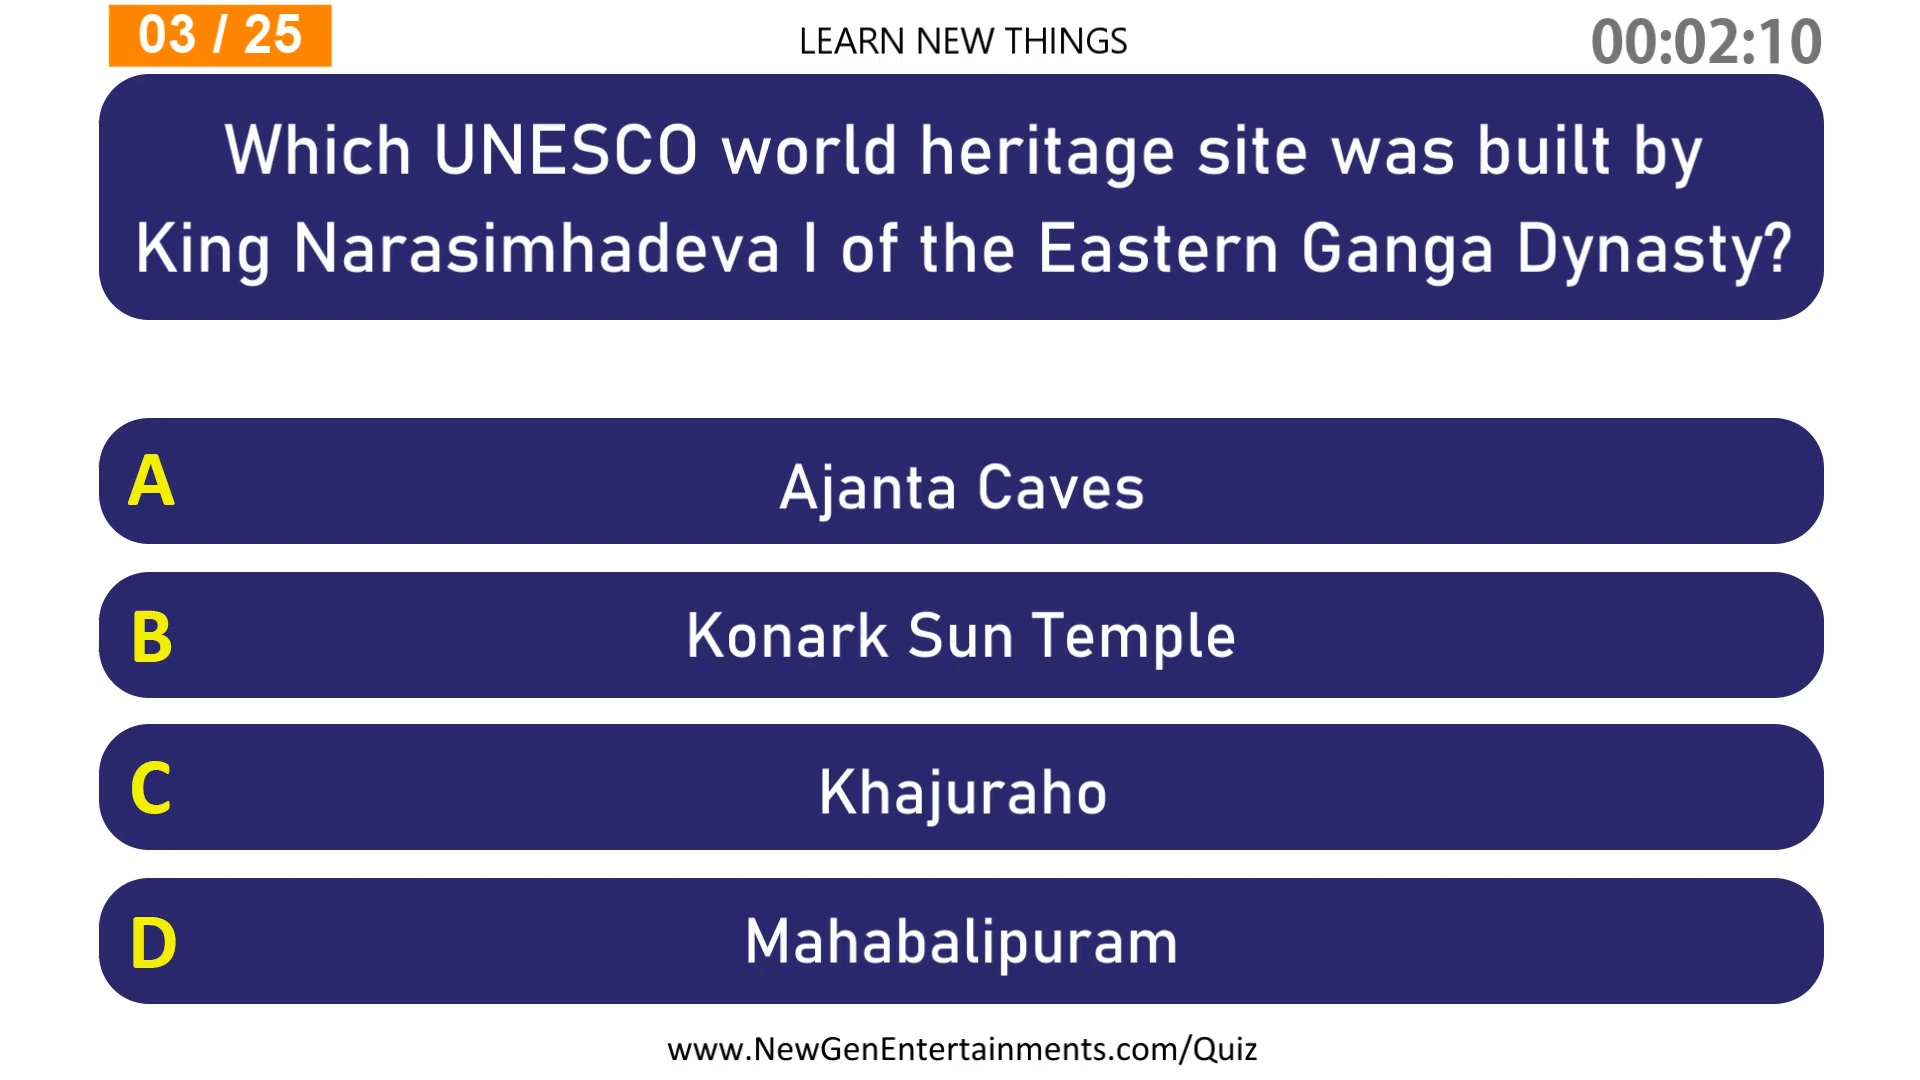 03 / 25
LEARN NEW THINGS
00:02:10
Which UNESCO world heritage site was built by
King Narasimhadeva I of the Eastern Ganga Dynasty?
A
Ajanta Caves
B
Konark Sun Temple
C
Khajuraho
D
Mahabalipuram
www.NewGenEntertainments.com/Quiz